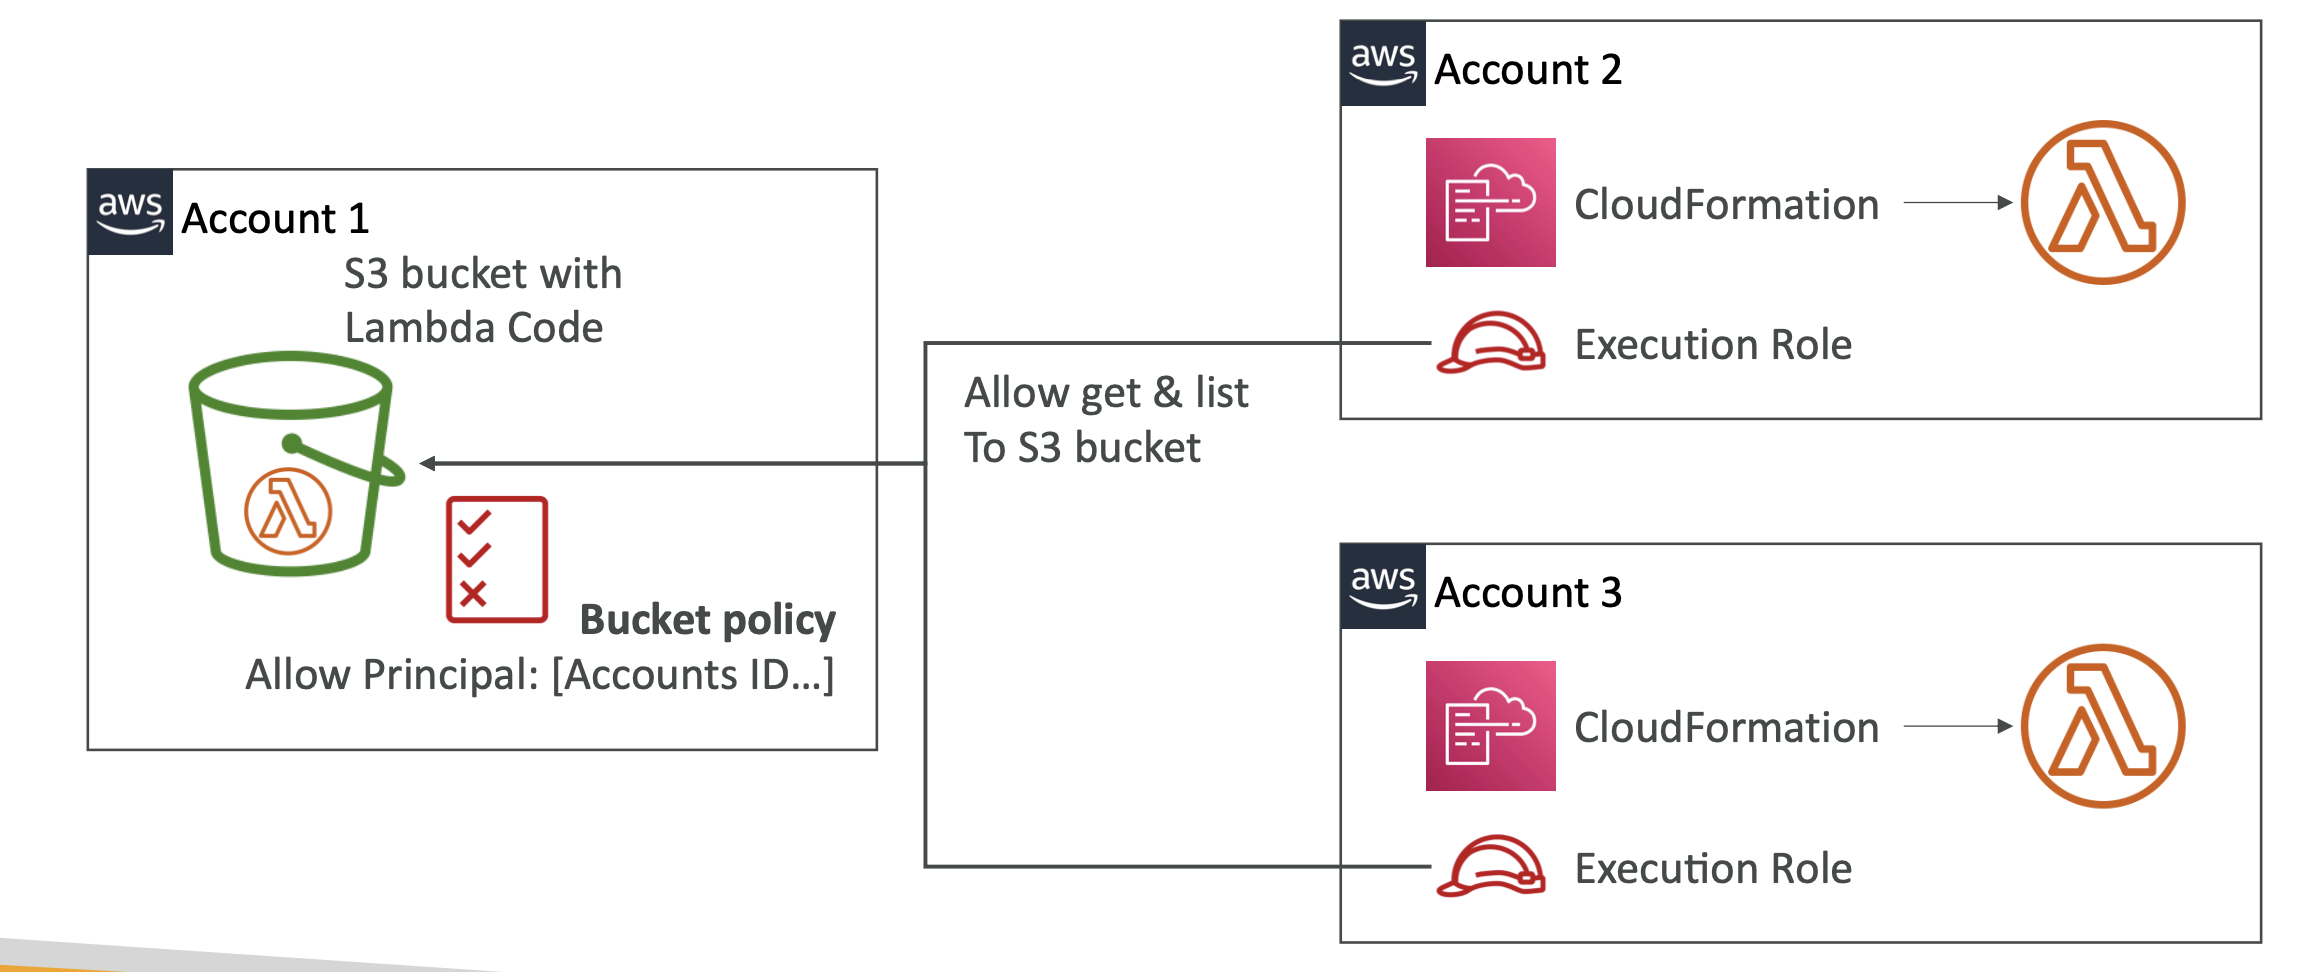 aws
Account 1
S3 bucket with
Lambda Code
Bucket policy
Allow Principal: [Accounts ID...]
Allow get & list
To S3 bucket
aws
Account 2
CloudFormation
Execution Role
aws
Account 3
CloudFormation
Execution Role